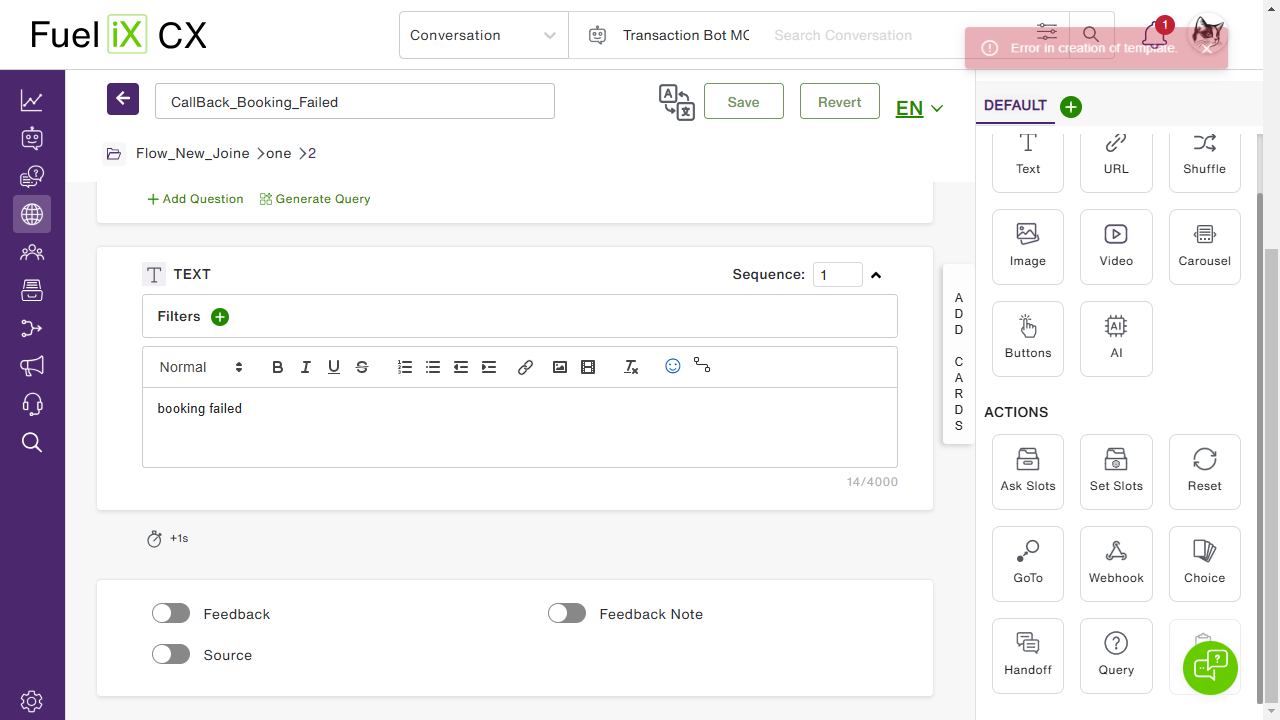 Fuel iX CX
Conversation
Transaction Bot MC
Search Conversation
1
Error in creation of template.
CallBack_Booking_Failed
Save
Revert
EN
DEFAULT
Flow_New_Joine
one
2
Add Question
Generate Query
TEXT
Sequence:
1
Filters
Normal
booking failed
14/4000
+1s
Feedback
Feedback Note
Source
ADD CARDS
Text
URL
Shuffle
Image
Video
Carousel
Buttons
AI
ACTIONS
Ask Slots
Set Slots
Reset
GoTo
Webhook
Choice
Handoff
Query